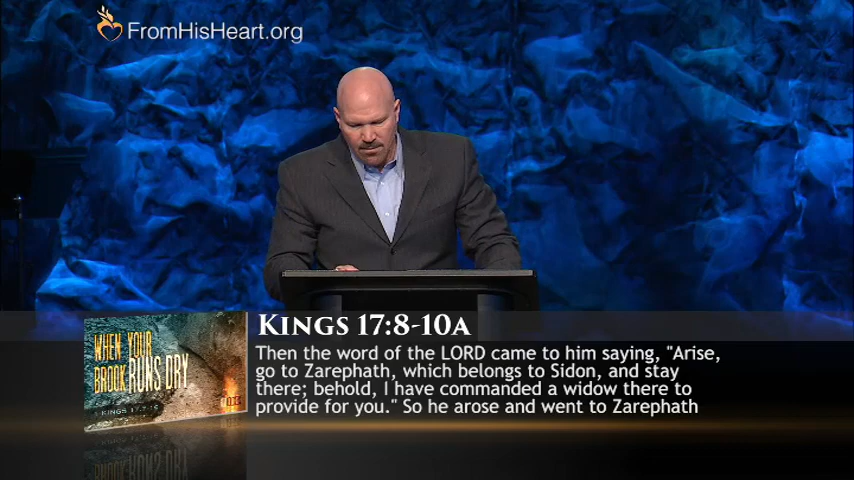 FromHisHeart.org
KINGS 17:8-10A
Then the word of the LORD came to him saying, "Arise,
go to Zarephath, which belongs to Sidon, and stay
there; behold, I have commanded a widow there to
provide for you." So he arose and went to Zarephath
WHEN YOUR
BROOK RUNS DRY